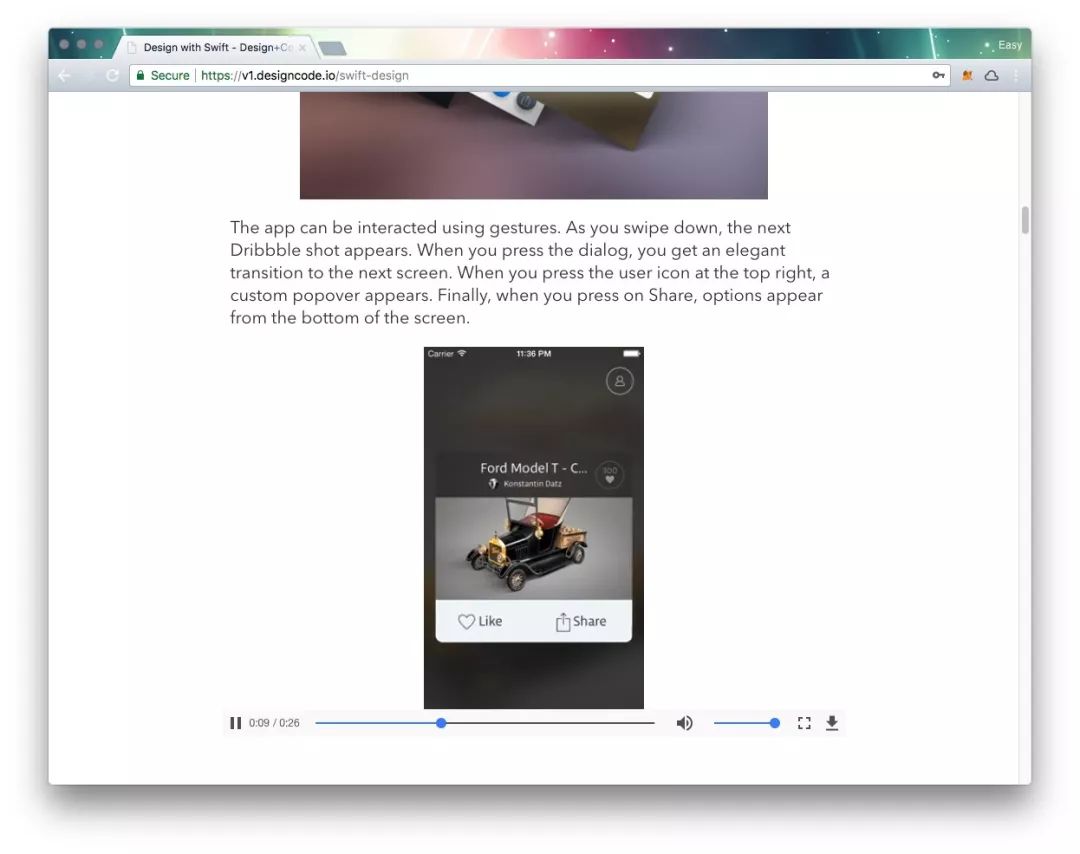 Design with Swift - Design+Co
Easy
Secure https://v1.designcode.io/swift-design
The app can be interacted using gestures. As you swipe down, the next
Dribbble shot appears. When you press the dialog, you get an elegant
transition to the next screen. When you press the user icon at the top right, a
custom popover appears. Finally, when you press on Share, options appear
from the bottom of the screen.
Carrier 11:36 PM
Ford Model T - C...
300
Konstantin Datz
Like Share
0:09 / 0:26